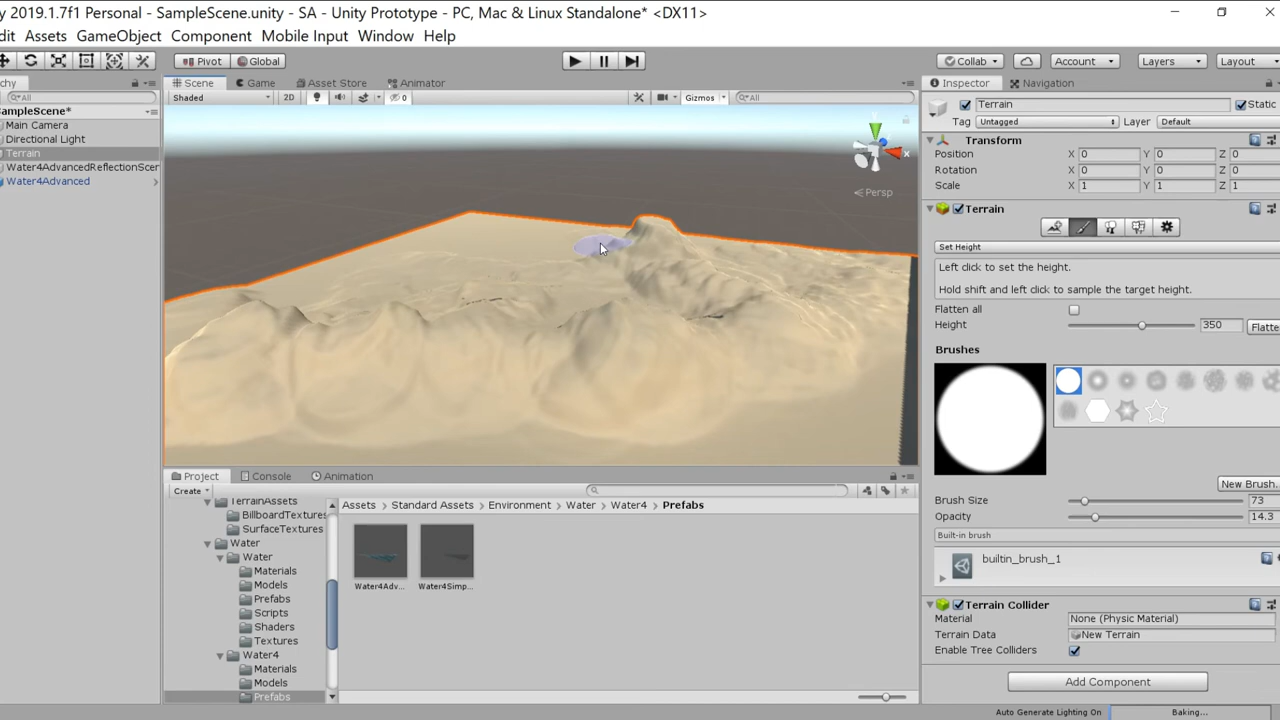 y 2019.1.7f1 Personal - SampleScene.unity - SA - Unity Prototype - PC, Mac & Linux Standalone* <DX11>
dit Assets GameObject Component Mobile Input Window Help
Pivot Global Collab Account Layers Layout
chy Scene Game Asset Store Animator Inspector Navigation
All Shaded 2D 0 Gizmos All
SampleScene*
Main Camera
Directional Light
Terrain
Water4AdvancedReflectionScer
Water4Advanced
x
Persp
Terrain Static
Tag Untagged Layer Default
Transform
Position X 0 Y 0 Z 0
Rotation X 0 Y 0 Z 0
Scale X 1 Y 1 Z 1
Terrain
Set Height
Left click to set the height.
Hold shift and left click to sample the target height.
Flatten all
Height 350 Flatte
Brushes
New Brush.
Brush Size 73
Opacity 14.3
Built-in brush
builtin_brush_1
Terrain Collider
Material None (Physic Material)
Terrain Data New Terrain
Enable Tree Colliders
Add Component
Auto Generate Lighting On Baking...
Project Console Animation
Create
TerrainAssets
BillboardTextures
SurfaceTextures
Water
Water
Materials
Models
Prefabs
Scripts
Shaders
Textures
Water4
Materials
Models
Prefabs
Assets Standard Assets Environment Water Water4 Prefabs
Water4Adv... Water4Simp...